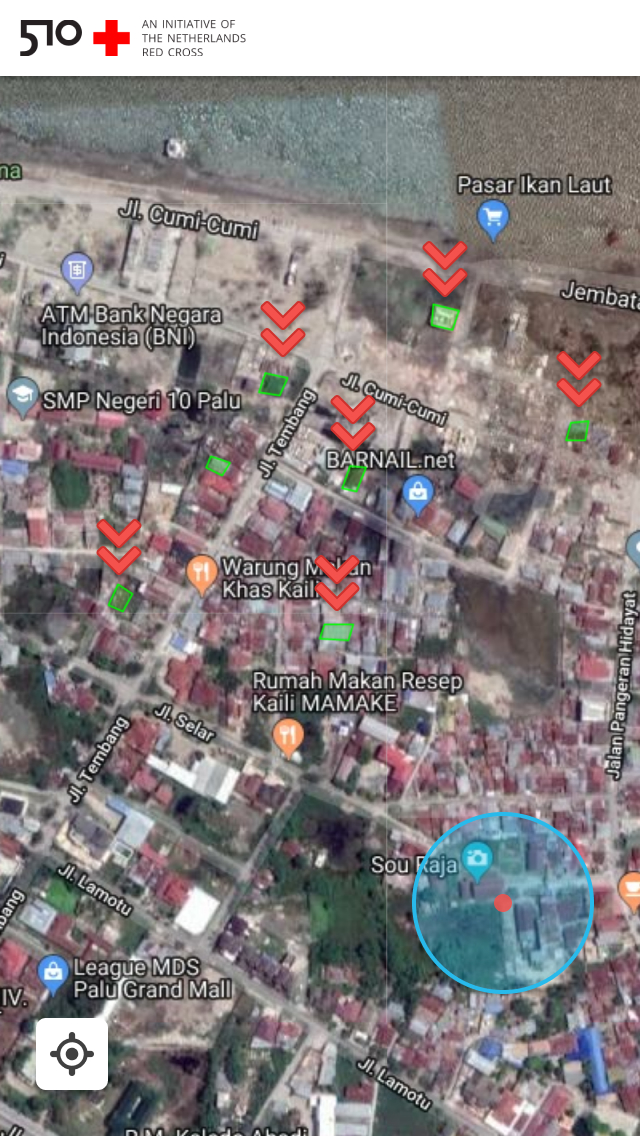 510
AN INITIATIVE OF
THE NETHERLANDS
RED CROSS
na
Pasar Ikan Laut
Jl. Cumi-Cumi
ATM Bank Negara
Indonesia (BNI)
Jembata
SMP Negeri 10 Palu
Jl. Cumi-Cumi
Jl. Tembang
BARNAIL.net
Warung Makan
Khas Kaili
Jalan Pangeran Hidayat
Rumah Makan Resep
Kaili MAMAKE
Jl. Selar
Jl. Tembang
Sou Raja
Jl. Lamotu
bang
League MDS
Palu Grand Mall
IV.
Jl. Lamotu